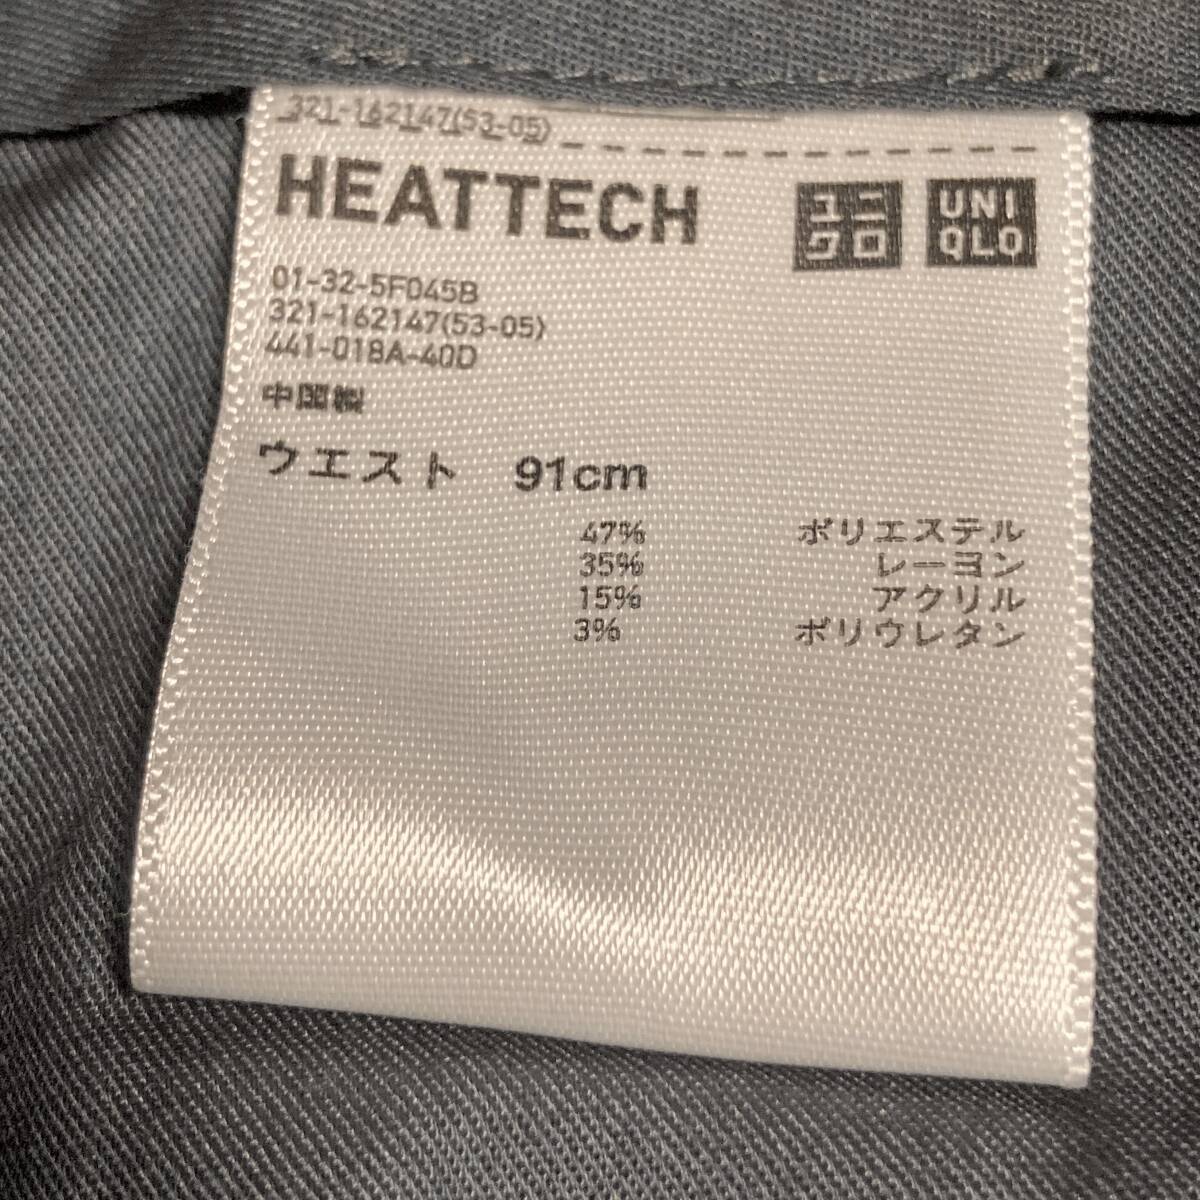 321-162147(53-05)
HEATTECH
ユニ
クロ
UNI
QLO
01-32-5F045B
321-162147(53-05)
441-018A-40D
中国製
ウエスト 91cm
47% ポリエステル
35% レーヨン
15% アクリル
3% ポリウレタン